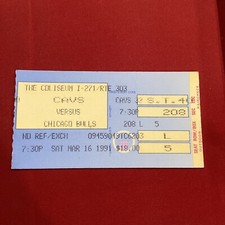 THE COLISEUM I-271/RTE 303
CAVS CAVS
VERSUS 7:30P 208
CHICAGO BULLS 208 L 5
NO REF/EXCH L
7:30P SAT MAR 16 1991 $18.00 5